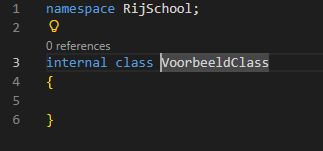 1 namespace RijSchool;
2
0 references
3 internal class VoorbeeldClass
4 {
5
6 }